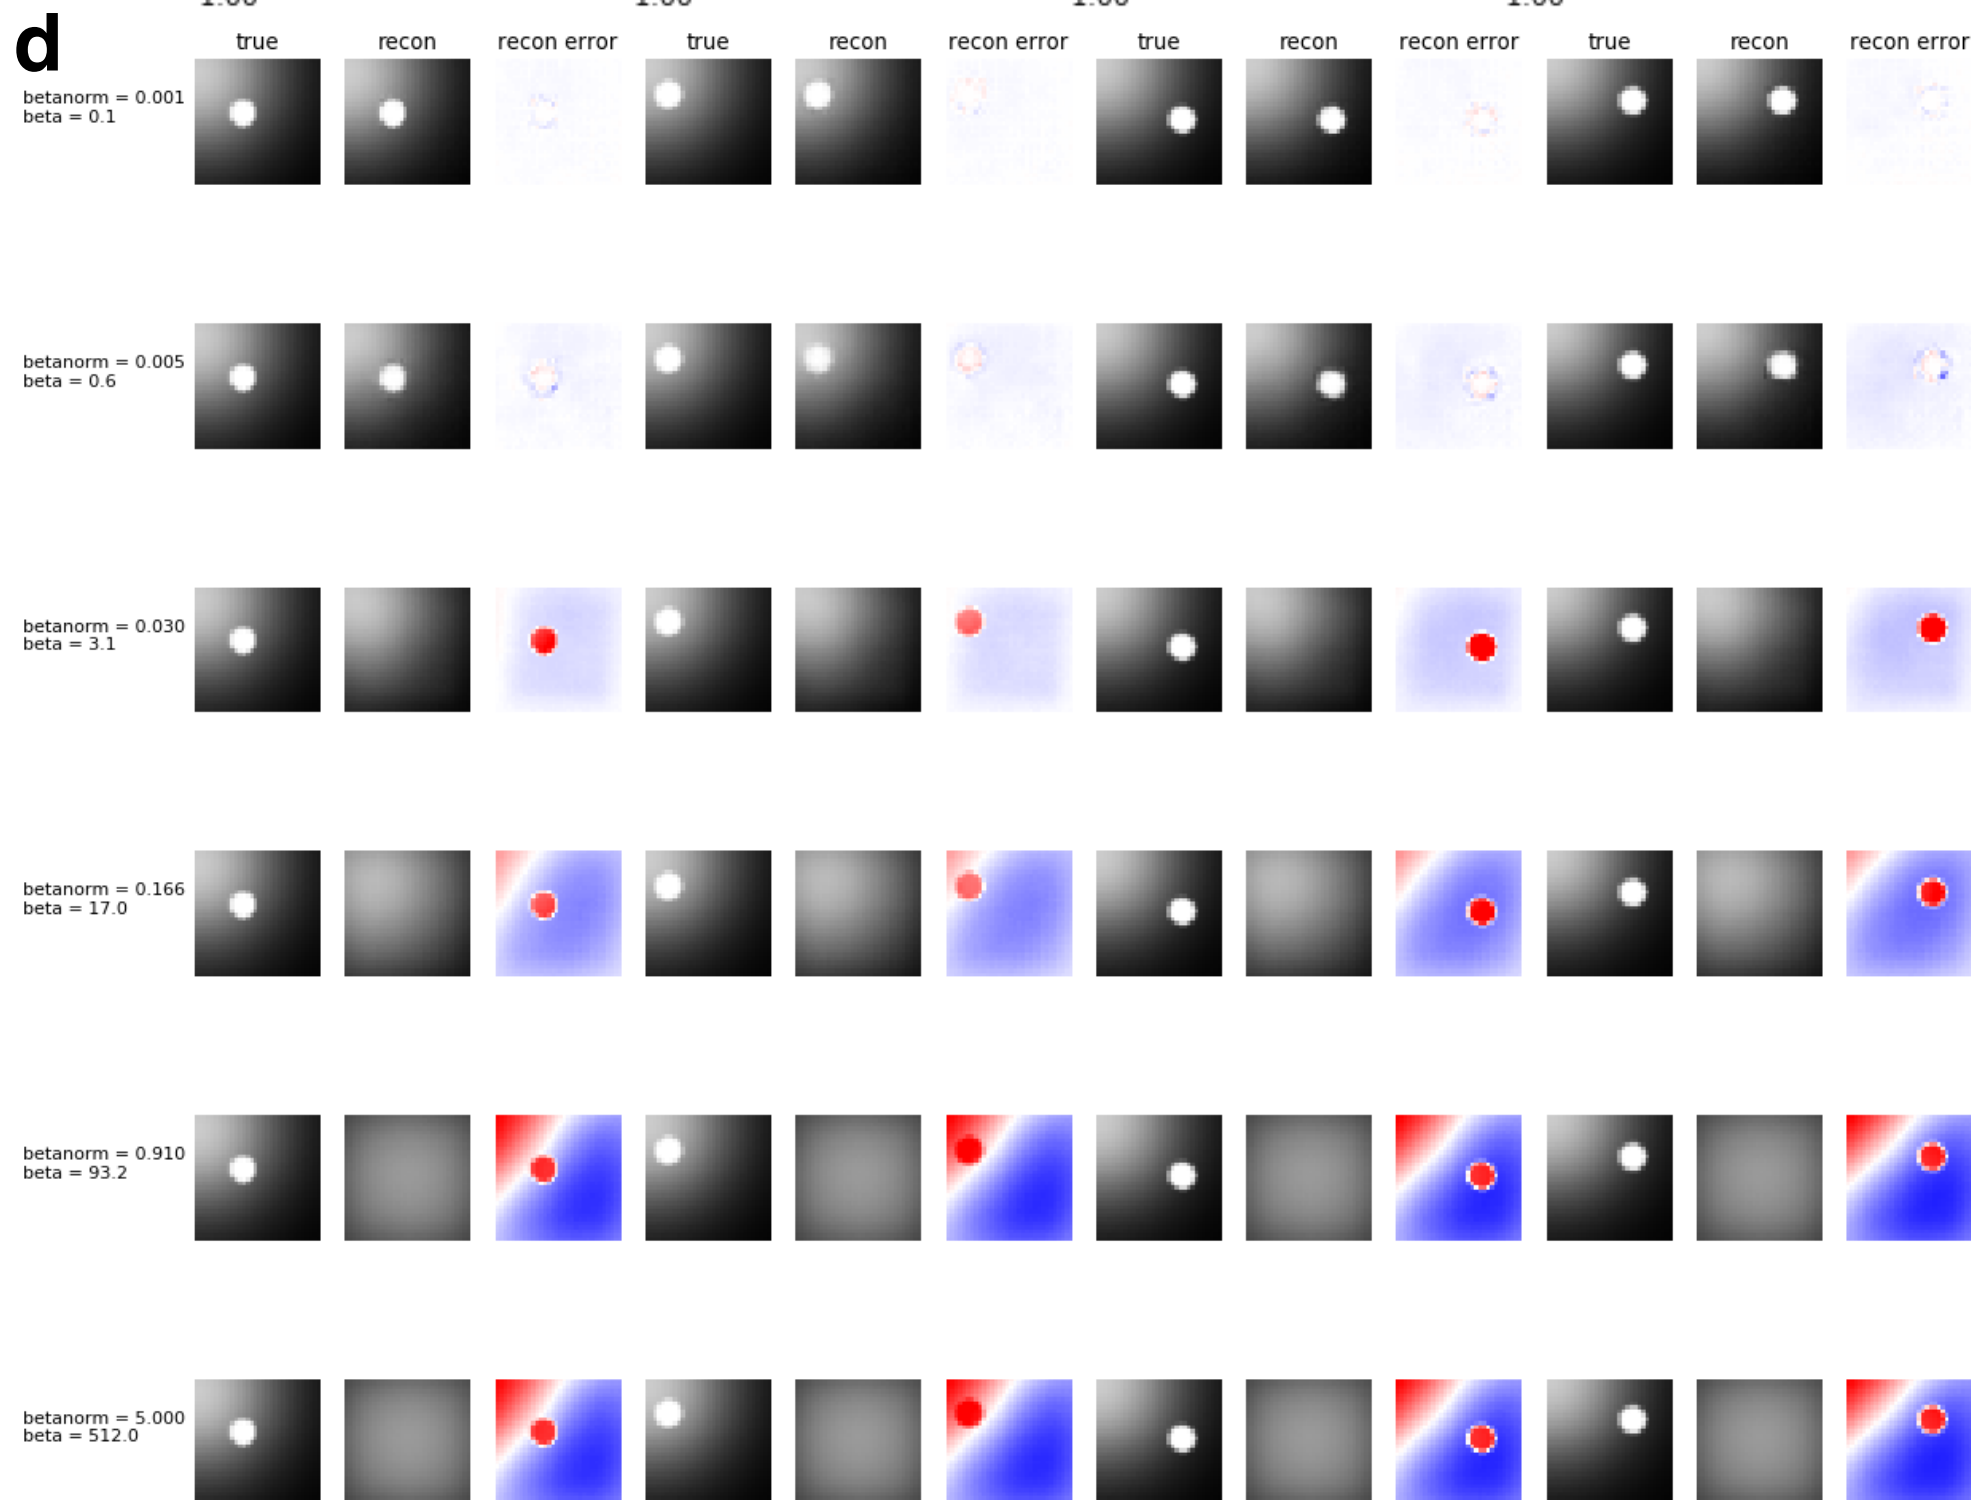 d
true recon recon error true recon recon error true recon recon error true recon recon error
betanorm = 0.001
beta = 0.1
betanorm = 0.005
beta = 0.6
betanorm = 0.030
beta = 3.1
betanorm = 0.166
beta = 17.0
betanorm = 0.910
beta = 93.2
betanorm = 5.000
beta = 512.0